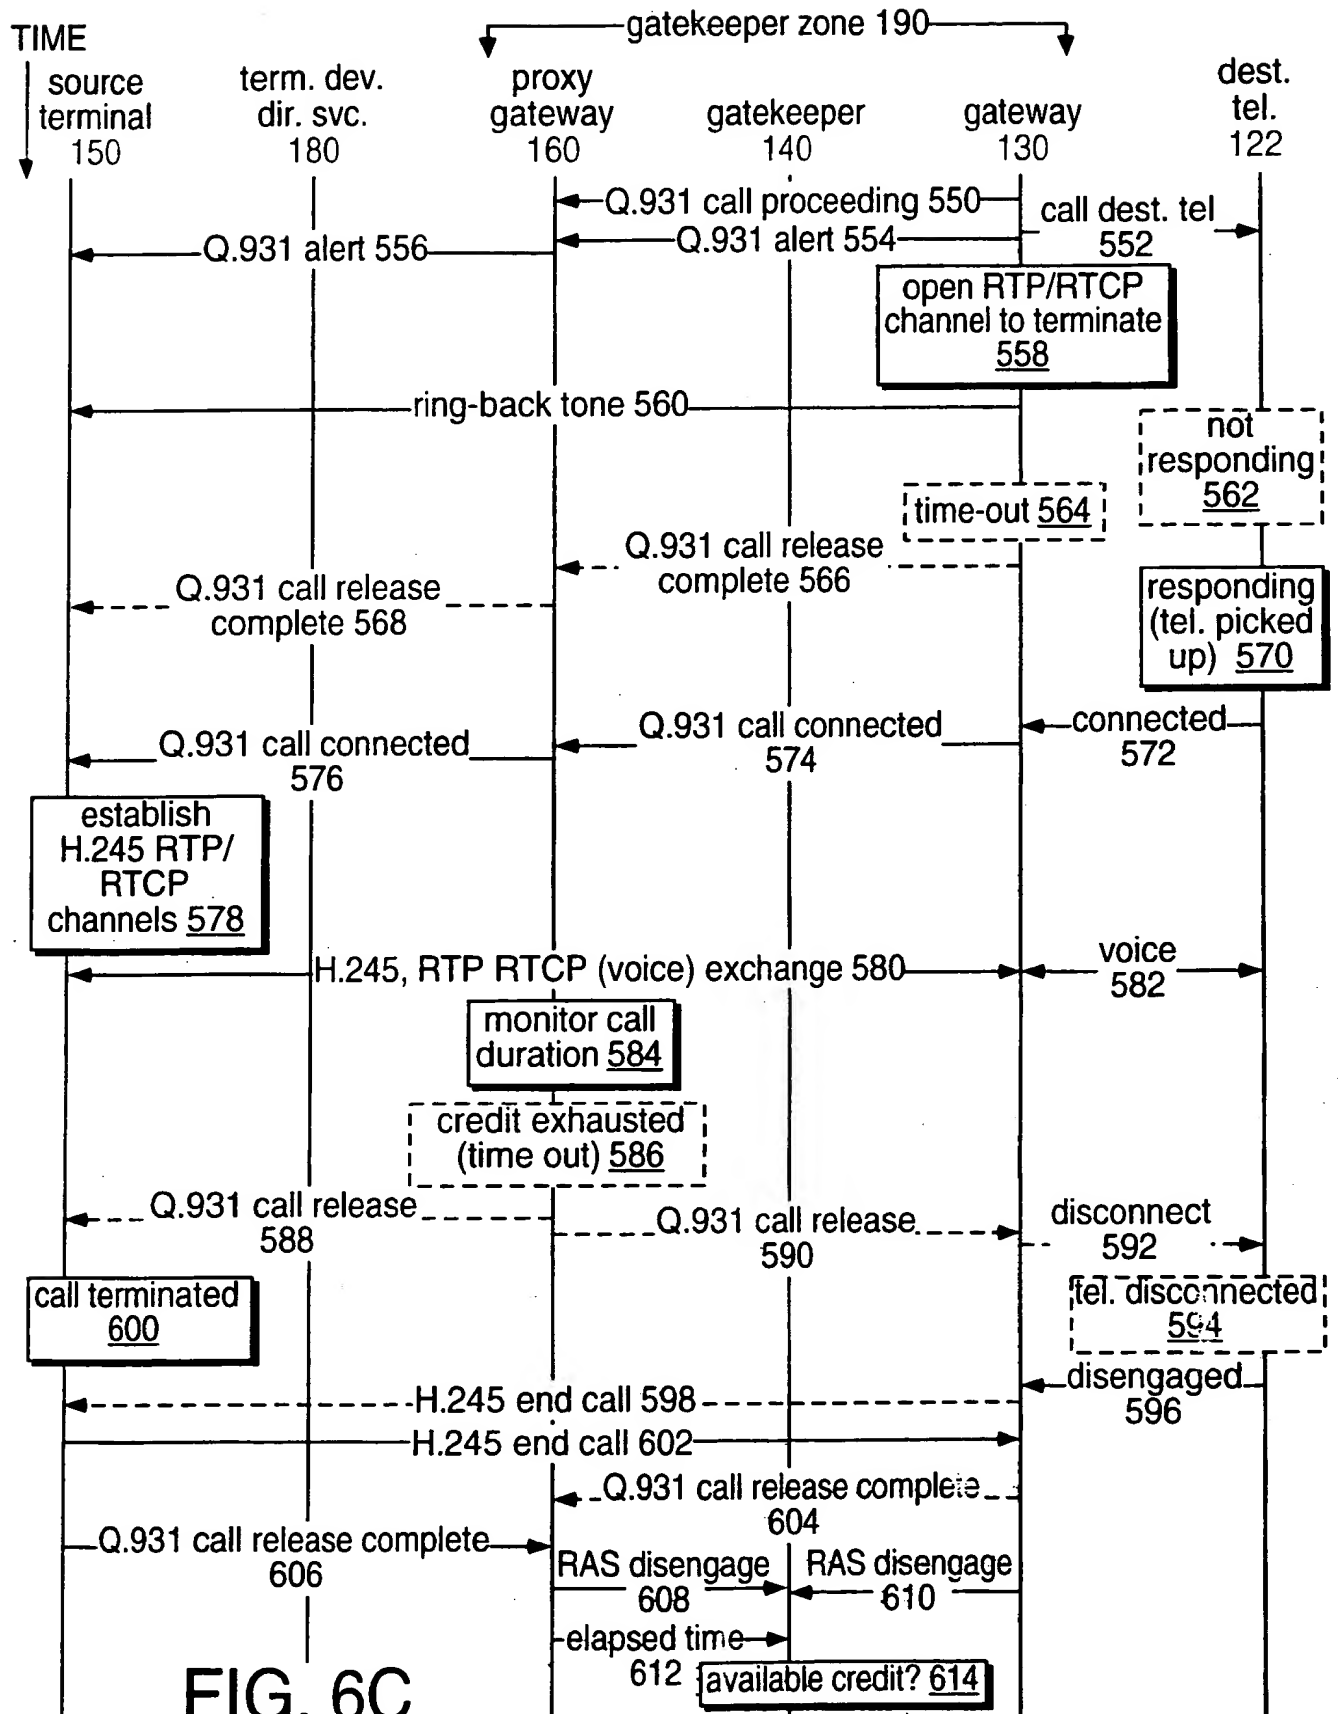 gatekeeper zone 190
TIME
source
terminal
150
term. dev.
dir. svc.
180
proxy
gateway
160
gatekeeper
140
gateway
130
dest.
tel.
122
Q.931 call proceeding 550
call dest. tel
552
Q.931 alert 554
Q.931 alert 556
open RTP/RTCP
channel to terminate
558
ring-back tone 560
not
responding
562
time-out 564
Q.931 call release
complete 566
Q.931 call release
complete 568
responding
(tel. picked
up) 570
connected
572
Q.931 call connected
574
Q.931 call connected
576
establish
H.245 RTP/
RTCP
channels 578
H.245, RTP RTCP (voice) exchange 580
voice
582
monitor call
duration 584
credit exhausted
(time out) 586
Q.931 call release
588
Q.931 call release
590
disconnect
592
call terminated
600
tel. disconnected
594
disengaged
596
H.245 end call 598
H.245 end call 602
Q.931 call release complete
604
Q.931 call release complete
606
RAS disengage
608
RAS disengage
610
elapsed time
612
available credit? 614
FIG. 6C